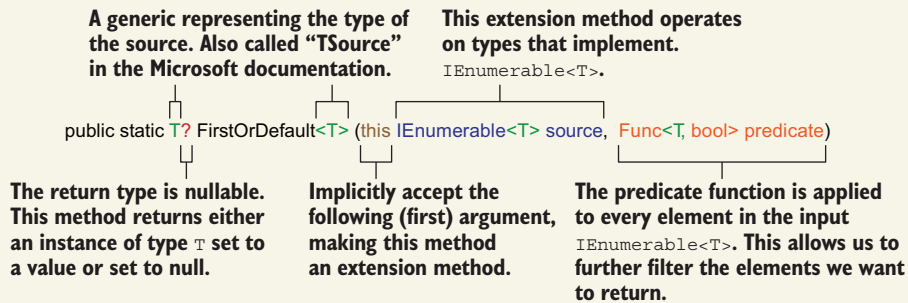 A generic representing the type of
the source. Also called “TSource”
in the Microsoft documentation.
This extension method operates
on types that implement.
IEnumerable<T>.
public static T? FirstOrDefault<T> (this IEnumerable<T> source, Func<T, bool> predicate)
The return type is nullable.
This method returns either
an instance of type T set to
a value or set to null.
Implicitly accept the
following (first) argument,
making this method
an extension method.
The predicate function is applied
to every element in the input
IEnumerable<T>. This allows us to
further filter the elements we want
to return.